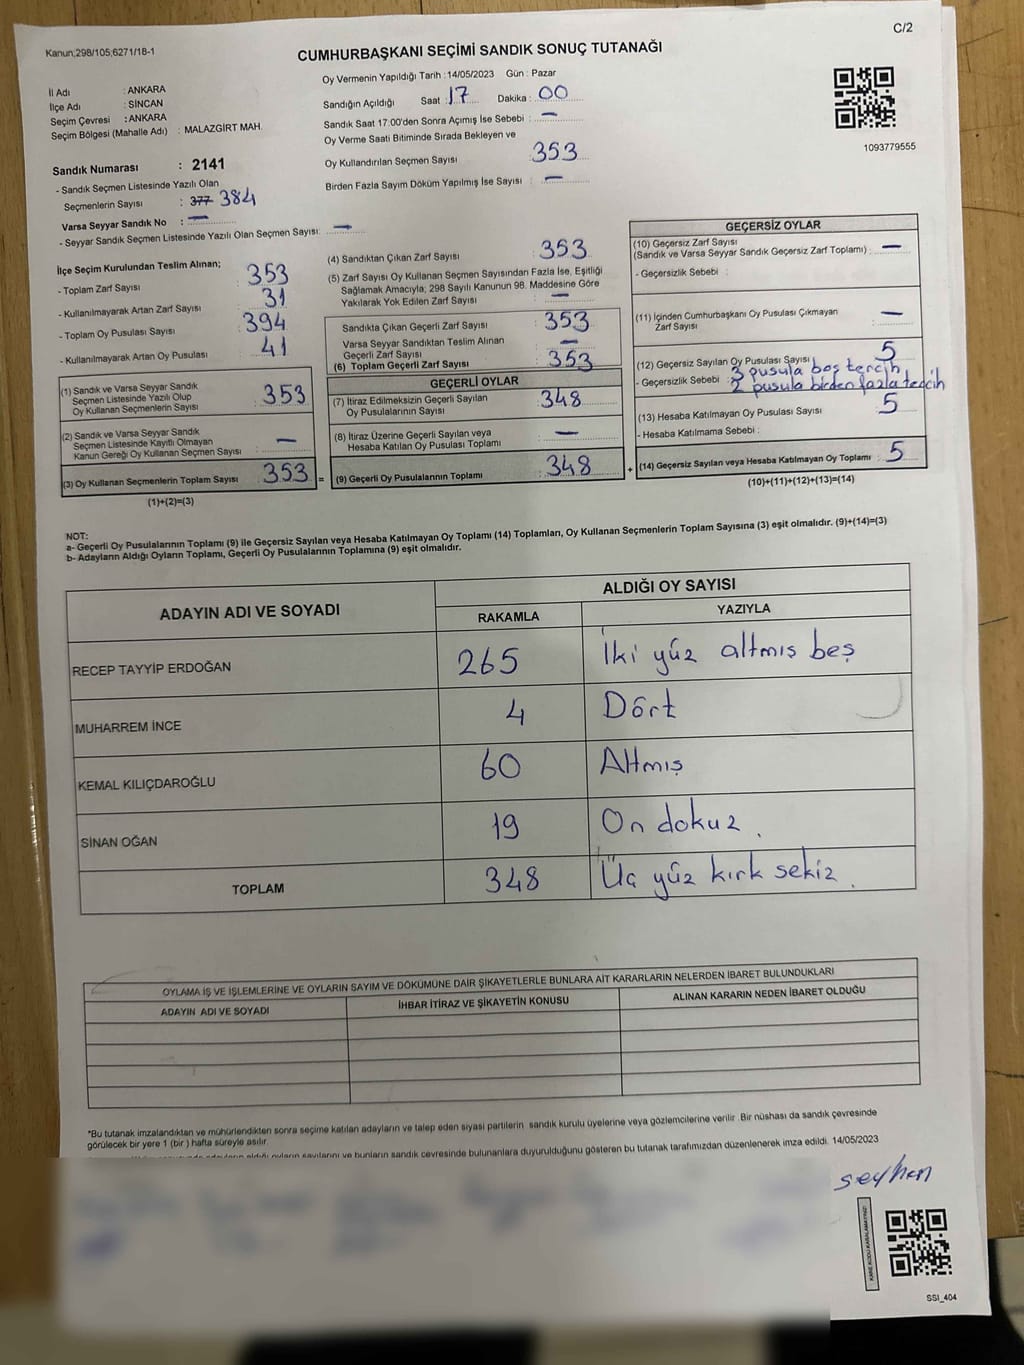 C/2
Kanun;298/105;6271/18-1
CUMHURBAŞKANI SEÇİMİ SANDIK SONUÇ TUTANAĞI
İl Adı : ANKARA
İlçe Adı : SİNCAN
Seçim Çevresi : ANKARA
Seçim Bölgesi (Mahalle Adı) : MALAZGİRT MAH.
Sandık Numarası : 2141
- Sandık Seçmen Listesinde Yazılı Olan
Seçmenlerin Sayısı : 377 384
Varsa Seyyar Sandık No : —
- Seyyar Sandık Seçmen Listesinde Yazılı Olan Seçmen Sayısı: —
Oy Vermenin Yapıldığı Tarih : 14/05/2023 Gün : Pazar
Sandığın Açıldığı Saat : 17 Dakika : 00
Sandık Saat 17:00'den Sonra Açımış İse Sebebi : —
Oy Verme Saati Bitiminde Sırada Bekleyen ve
Oy Kullandırılan Seçmen Sayısı : 353
Birden Fazla Sayım Döküm Yapılmış İse Sayısı : —
1093779555
İlçe Seçim Kurulundan Teslim Alınan;
- Toplam Zarf Sayısı : 353
- Kullanılmayarak Artan Zarf Sayısı : 31
- Toplam Oy Pusulası Sayısı : 394
- Kullanılmayarak Artan Oy Pusulası : 41
(1) Sandık ve Varsa Seyyar Sandık
Seçmen Listesinde Yazılı Olup
Oy Kullanan Seçmenlerin Sayısı : 353
(2) Sandık ve Varsa Seyyar Sandık
Seçmen Listesinde Kayıtlı Olmayan
Kanun Gereği Oy Kullanan Seçmen Sayısı : —
(3) Oy Kullanan Seçmenlerin Toplam Sayısı : 353 =
(1)+(2)=(3)
(4) Sandıktan Çıkan Zarf Sayısı : 353
(5) Zarf Sayısı Oy Kullanan Seçmen Sayısından Fazla İse, Eşitliği
Sağlamak Amacıyla; 298 Sayılı Kanunun 98. Maddesine Göre
Yakılarak Yok Edilen Zarf Sayısı : —
Sandıkta Çıkan Geçerli Zarf Sayısı : 353
Varsa Seyyar Sandıktan Teslim Alınan
Geçerli Zarf Sayısı : —
(6) Toplam Geçerli Zarf Sayısı : 353
GEÇERLİ OYLAR
(7) İtiraz Edilmeksizin Geçerli Sayılan
Oy Pusulalarının Sayısı : 348
(8) İtiraz Üzerine Geçerli Sayılan veya
Hesaba Katılan Oy Pusulası Toplamı : —
(9) Geçerli Oy Pusulalarının Toplamı : 348 +
GEÇERSİZ OYLAR
(10) Geçersiz Zarf Sayısı
(Sandık ve Varsa Seyyar Sandık Geçersiz Zarf Toplamı) : —
- Geçersizlik Sebebi :
(11) İçinden Cumhurbaşkanı Oy Pusulası Çıkmayan
Zarf Sayısı : —
(12) Geçersiz Sayılan Oy Pusulası Sayısı : 5
3 pusula boş tercih
- Geçersizlik Sebebi : 2 pusula birden fazla tercih
(13) Hesaba Katılmayan Oy Pusulası Sayısı : 5
- Hesaba Katılmama Sebebi :
(14) Geçersiz Sayılan veya Hesaba Katılmayan Oy Toplamı : 5
(10)+(11)+(12)+(13)=(14)
NOT:
a- Geçerli Oy Pusulalarının Toplamı (9) ile Geçersiz Sayılan veya Hesaba Katılmayan Oy Toplamı (14) Toplamları, Oy Kullanan Seçmenlerin Toplam Sayısına (3) eşit olmalıdır. (9)+(14)=(3)
b- Adayların Aldığı Oyların Toplamı, Geçerli Oy Pusulalarının Toplamına (9) eşit olmalıdır.
ADAYIN ADI VE SOYADI ALDIĞI OY SAYISI
RAKAMLA YAZIYLA
RECEP TAYYİP ERDOĞAN 265 İki yüz altmış beş
MUHARREM İNCE 4 Dört
KEMAL KILIÇDAROĞLU 60 Altmış
SİNAN OĞAN 19 On dokuz.
TOPLAM 348 Üç yüz kırk sekiz.
OYLAMA İŞ VE İŞLEMLERİNE VE OYLARIN SAYIM VE DÖKÜMÜNE DAİR ŞİKAYETLERLE BUNLARA AİT KARARLARIN NELERDEN İBARET BULUNDUKLARI
ADAYIN ADI VE SOYADI İHBAR İTİRAZ VE ŞİKAYETİN KONUSU ALINAN KARARIN NEDEN İBARET OLDUĞU
*Bu tutanak imzalandıktan ve mühürlendikten sonra seçime katılan adayların ve talep eden siyasi partilerin sandık kurulu üyelerine veya gözlemcilerine verilir. Bir nüshası da sandık çevresinde
görülecek bir yere 1 (bir) hafta süreyle asılır.
aldığı oyların sayılarını ve bunların sandık çevresinde bulunanlara duyurulduğunu gösteren bu tutanak tarafımızdan düzenlenerek imza edildi. 14/05/2023
seyhan
KARE KODU KARALAMAYINIZ!
SSI_404